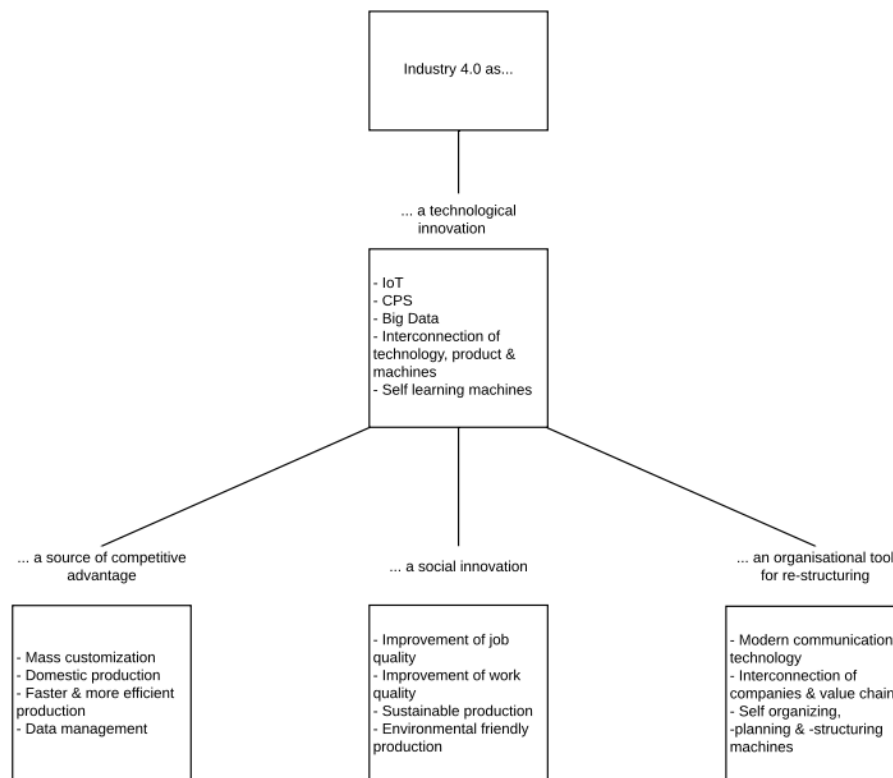 Industry 4.0 as...
... a technological
innovation
- IoT
- CPS
- Big Data
- Interconnection of
technology, product &
machines
- Self learning machines
... a source of competitive
advantage
- Mass customization
- Domestic production
- Faster & more efficient
production
- Data management
... a social innovation
- Improvement of job
quality
- Improvement of work
quality
- Sustainable production
- Environmental friendly
production
... an organisational tool
for re-structuring
- Modern communication
technology
- Interconnection of
companies & value chain
- Self organizing,
-planning & -structuring
machines